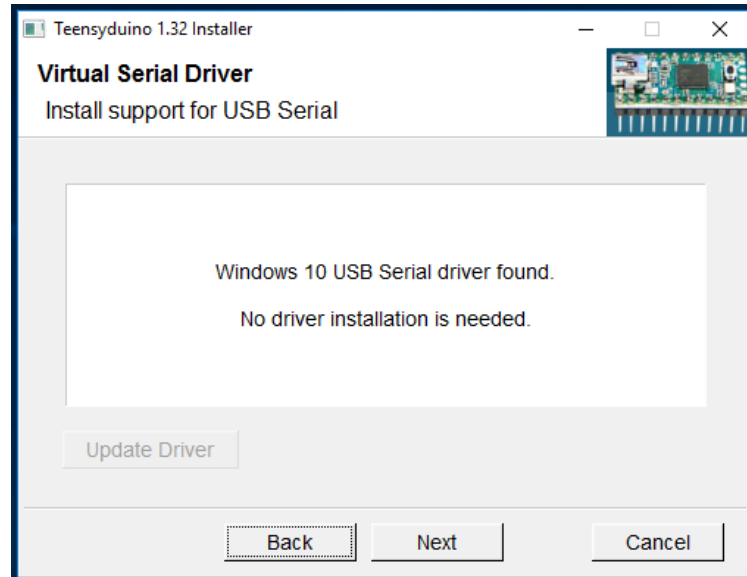 Teensyduino 1.32 Installer
Virtual Serial Driver
Install support for USB Serial
Windows 10 USB Serial driver found.
No driver installation is needed.
Update Driver
Back Next Cancel